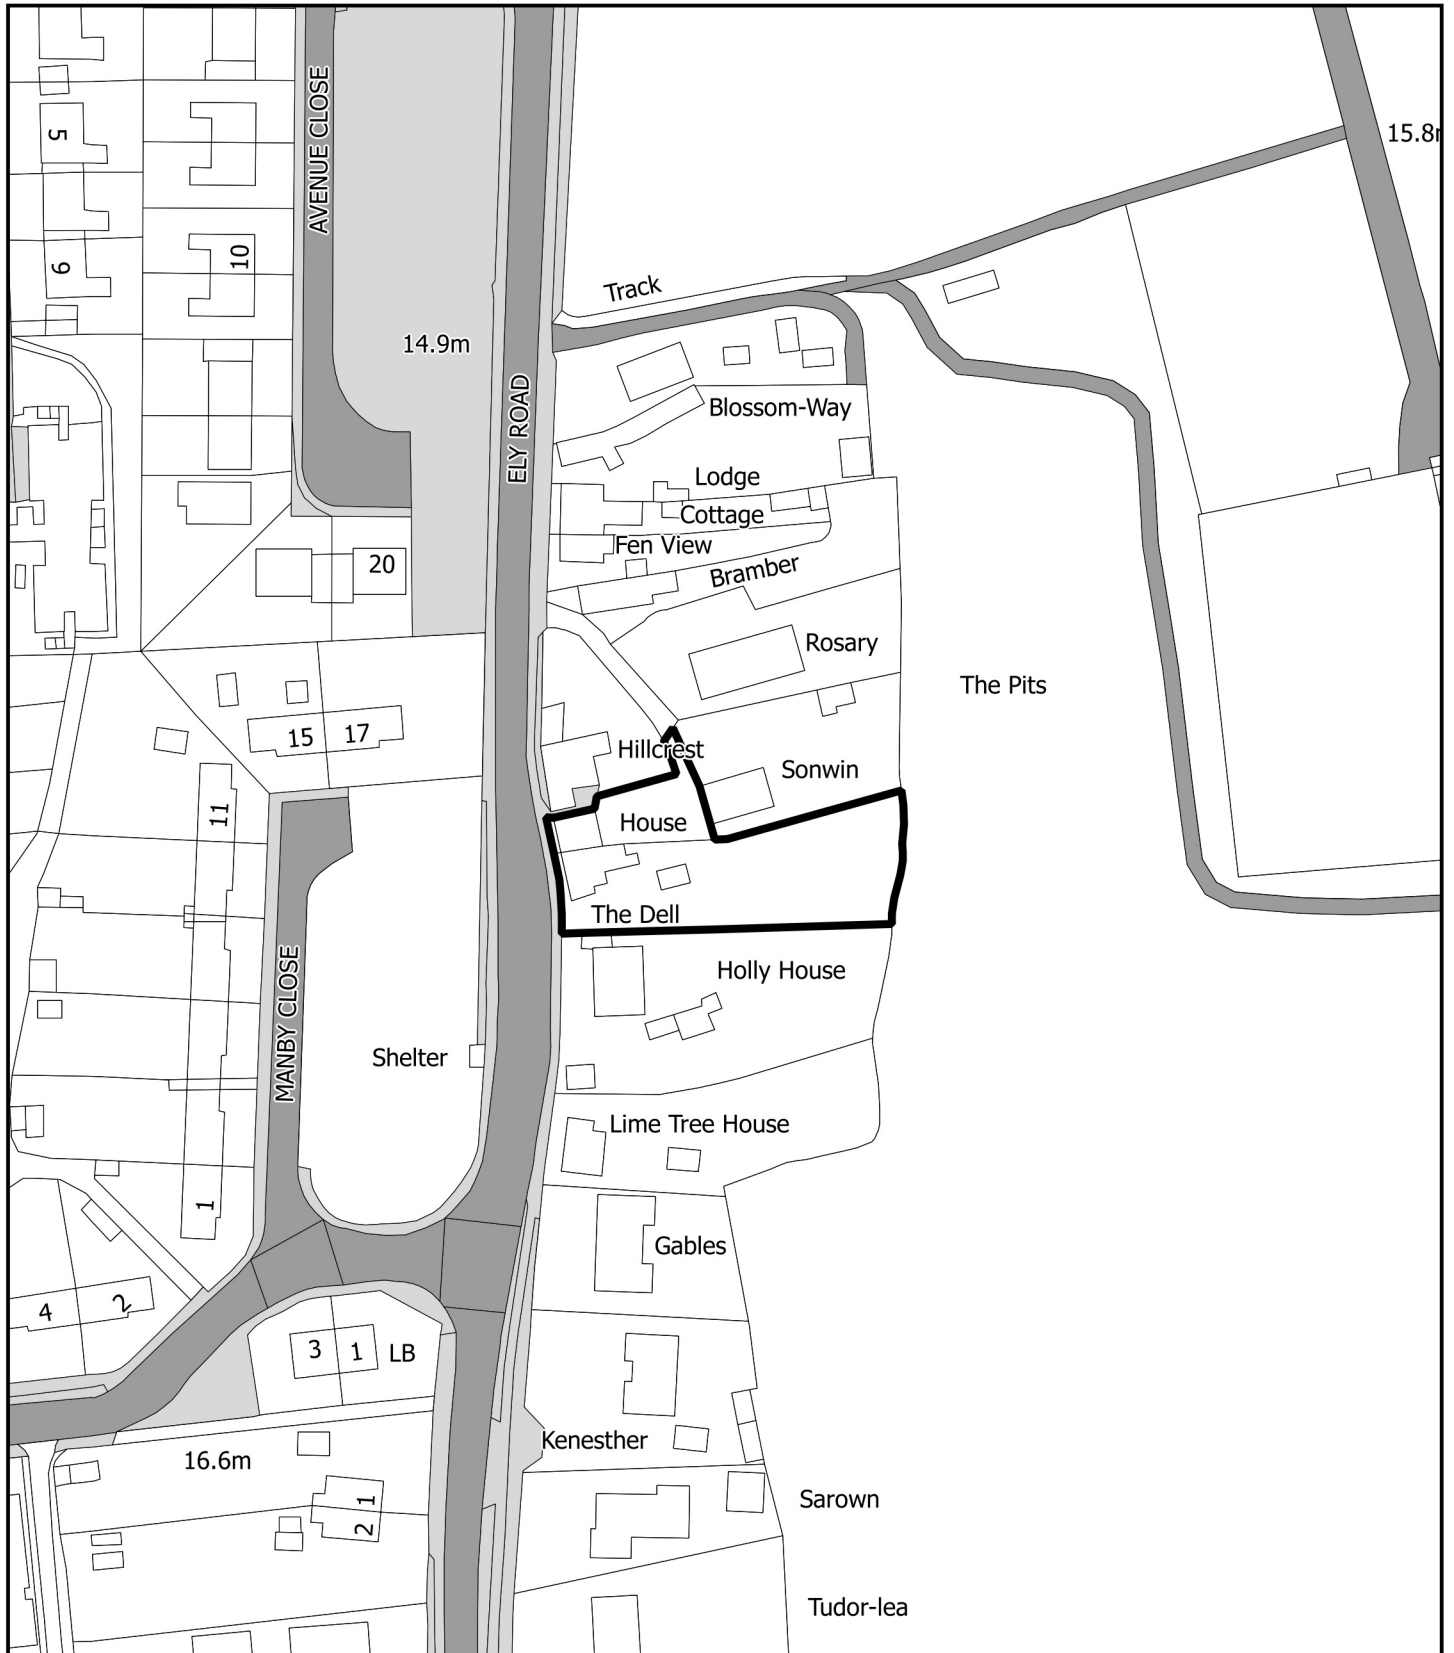 AVENUE CLOSE
5
15.8
10
9
Track
14.9m
ELY ROAD
Blossom-Way
Lodge
Cottage
Fen View
20
Bramber
Rosary
The Pits
15
17
Hillcrest
Sonwin
11
House
The Dell
Holly House
MANBY CLOSE
Shelter
Lime Tree House
1
Gables
4
2
3
1
LB
Kenesther
16.6m
1
2
Sarown
Tudor-lea